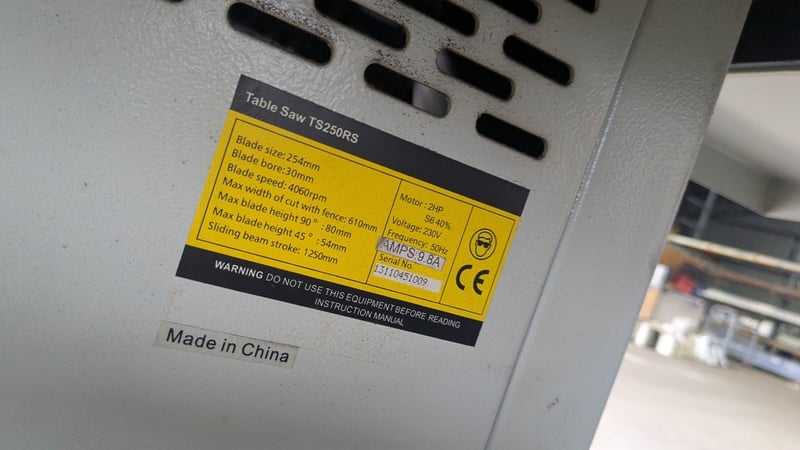 Table Saw TS250RS
Blade size: 254mm
Blade bore: 30mm
Blade speed: 4060rpm
Max width of cut with fence: 610mm
Max blade height 90° : 80mm
Max blade height 45° : 54mm
Sliding beam stroke: 1250mm
Motor : 2HP
S6 40%
Voltage: 230V
Frequency: 50Hz
AMPS 9.8A
Serial No.
13110451009
CE
WARNING DO NOT USE THIS EQUIPMENT BEFORE READING
INSTRUCTION MANUAL
Made in China